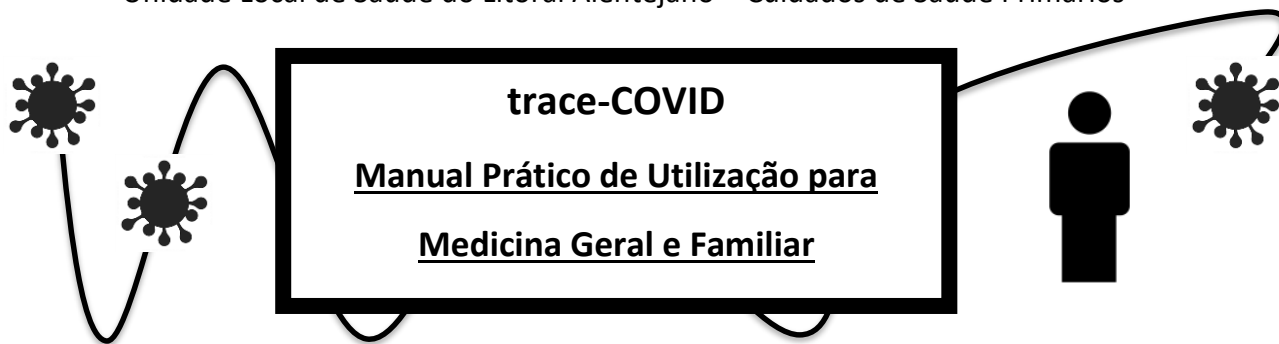 Unidade Local de Saúde do Litoral Alentejano – Cuidados de Saúde Primários
trace-COVID
Manual Prático de Utilização para
Medicina Geral e Familiar